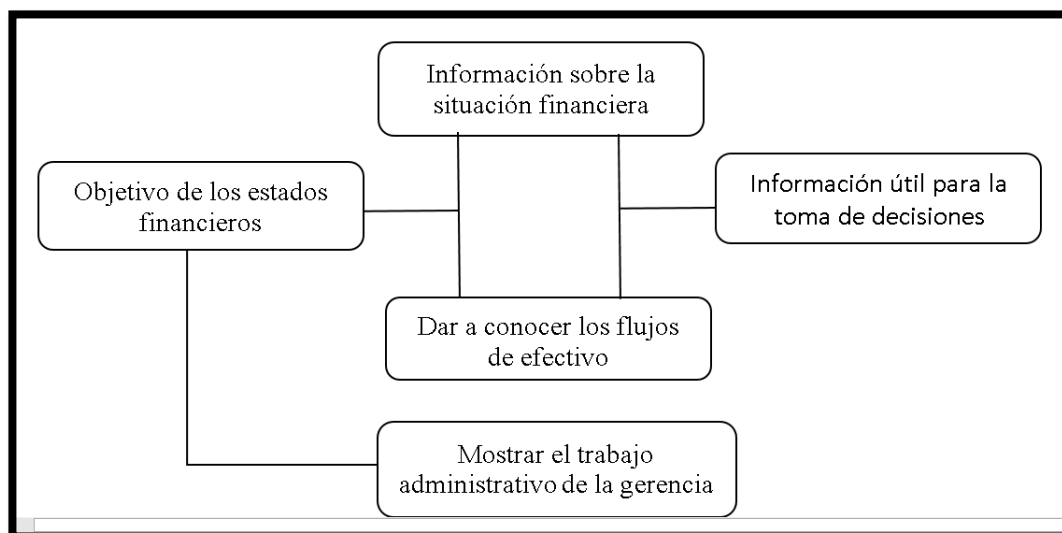 Información sobre la
situación financiera
Objetivo de los estados
financieros
Información útil para la
toma de decisiones
Dar a conocer los flujos
de efectivo
Mostrar el trabajo
administrativo de la gerencia